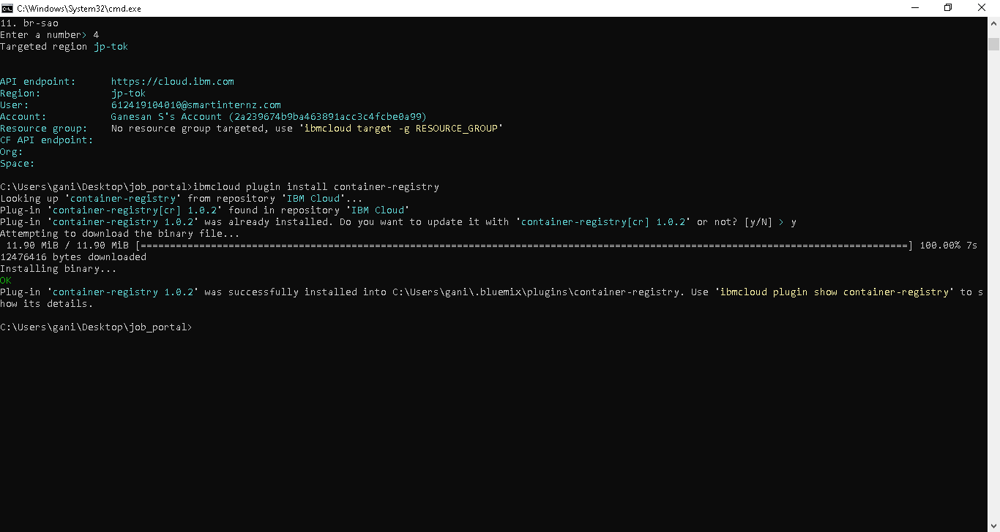 C:\Windows\System32\cmd.exe
11. br-sao
Enter a number> 4
Targeted region jp-tok
API endpoint: https://cloud.ibm.com
Region: jp-tok
User: 612419104010@smartinternz.com
Account: Ganesan S's Account (2a239674b9ba463891acc3c4fcbe0a99)
Resource group: No resource group targeted, use 'ibmcloud target -g RESOURCE_GROUP'
CF API endpoint:
Org:
Space:
C:\Users\gani\Desktop\job_portal>ibmcloud plugin install container-registry
Looking up 'container-registry' from repository 'IBM Cloud'...
Plug-in 'container-registry[cr] 1.0.2' found in repository 'IBM Cloud'
Plug-in 'container-registry 1.0.2' was already installed. Do you want to update it with 'container-registry[cr] 1.0.2' or not? [y/N] > y
Attempting to download the binary file...
11.90 MiB / 11.90 MiB [===================================================================================================================================] 100.00% 7s
12476416 bytes downloaded
Installing binary...
OK
Plug-in 'container-registry 1.0.2' was successfully installed into C:\Users\gani\.bluemix\plugins\container-registry. Use 'ibmcloud plugin show container-registry' to s
how its details.
C:\Users\gani\Desktop\job_portal>